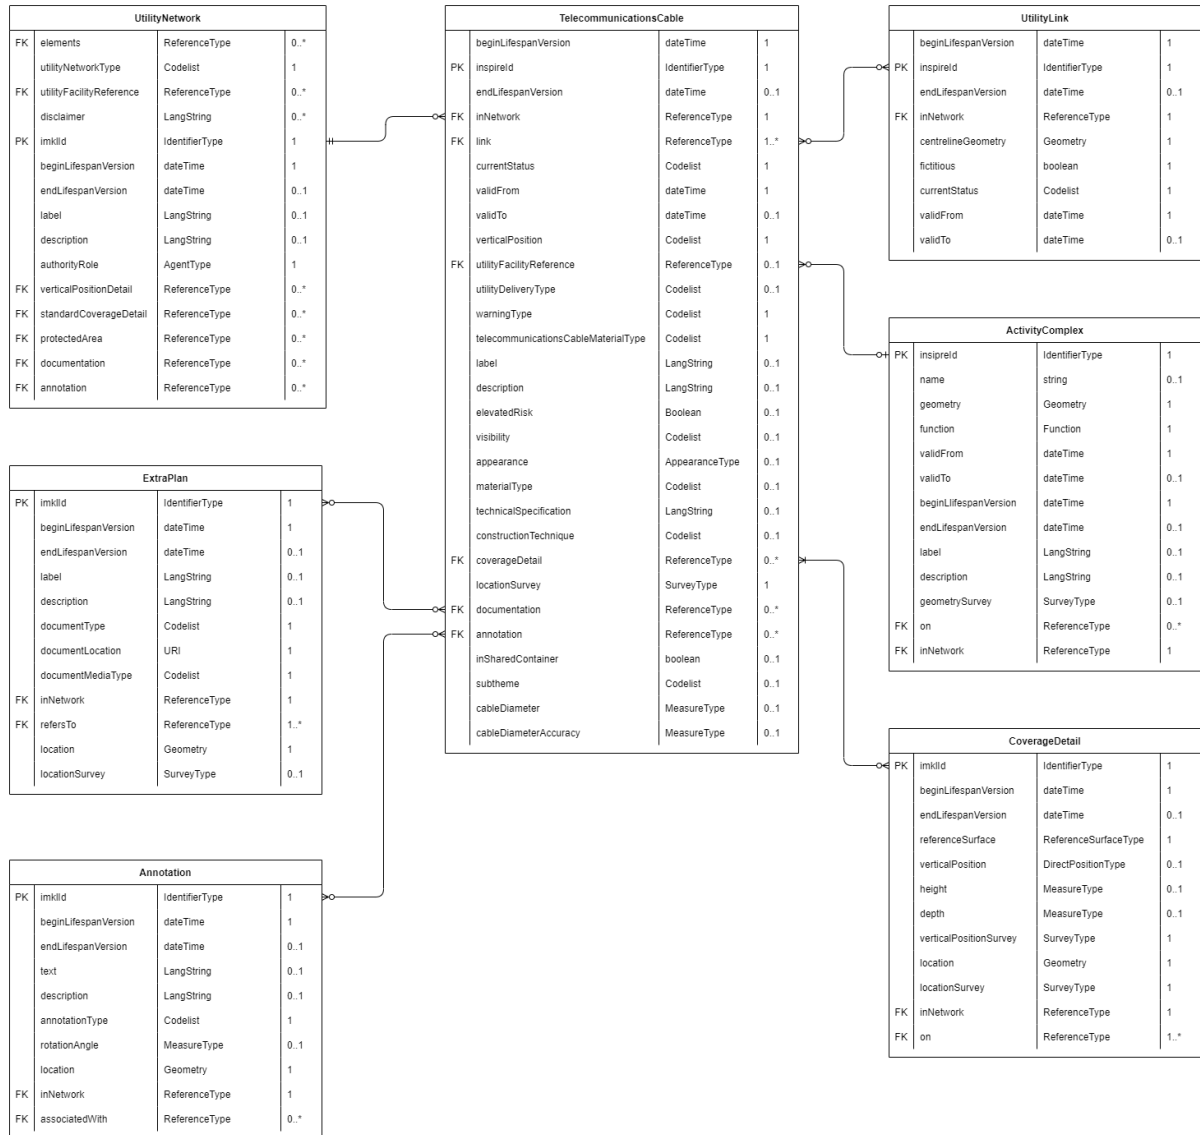 UtilityNetwork
FK elements ReferenceType 0..*
utilityNetworkType Codelist 1
FK utilityFacilityReference ReferenceType 0..*
disclaimer LangString 0..*
PK imklId IdentifierType 1
beginLifespanVersion dateTime 1
endLifespanVersion dateTime 0..1
label LangString 0..1
description LangString 0..1
authorityRole AgentType 1
FK verticalPositionDetail ReferenceType 0..*
FK standardCoverageDetail ReferenceType 0..*
FK protectedArea ReferenceType 0..*
FK documentation ReferenceType 0..*
FK annotation ReferenceType 0..*
ExtraPlan
PK imklId IdentifierType 1
beginLifespanVersion dateTime 1
endLifespanVersion dateTime 0..1
label LangString 0..1
description LangString 0..1
documentType Codelist 1
documentLocation URI 1
documentMediaType Codelist 1
FK inNetwork ReferenceType 1
FK refersTo ReferenceType 1..*
location Geometry 1
locationSurvey SurveyType 0..1
Annotation
PK imklId IdentifierType 1
beginLifespanVersion dateTime 1
endLifespanVersion dateTime 0..1
text LangString 0..1
description LangString 0..1
annotationType Codelist 1
rotationAngle MeasureType 0..1
location Geometry 1
FK inNetwork ReferenceType 1
FK associatedWith ReferenceType 0..*
TelecommunicationsCable
beginLifespanVersion dateTime 1
PK inspireId IdentifierType 1
endLifespanVersion dateTime 0..1
FK inNetwork ReferenceType 1
FK link ReferenceType 1..*
currentStatus Codelist 1
validFrom dateTime 1
validTo dateTime 0..1
verticalPosition Codelist 1
FK utilityFacilityReference ReferenceType 0..1
utilityDeliveryType Codelist 0..1
warningType Codelist 1
telecommunicationsCableMaterialType Codelist 1
label LangString 0..1
description LangString 0..1
elevatedRisk Boolean 0..1
visibility Codelist 0..1
appearance AppearanceType 0..1
materialType Codelist 0..1
technicalSpecification LangString 0..1
constructionTechnique Codelist 0..1
FK coverageDetail ReferenceType 0..*
locationSurvey SurveyType 1
FK documentation ReferenceType 0..*
FK annotation ReferenceType 0..*
inSharedContainer boolean 0..1
subtheme Codelist 0..1
cableDiameter MeasureType 0..1
cableDiameterAccuracy MeasureType 0..1
UtilityLink
beginLifespanVersion dateTime 1
PK inspireId IdentifierType 1
endLifespanVersion dateTime 0..1
FK inNetwork ReferenceType 1
centrelineGeometry Geometry 1
fictitious boolean 1
currentStatus Codelist 1
validFrom dateTime 1
validTo dateTime 0..1
ActivityComplex
PK insipreId IdentifierType 1
name string 0..1
geometry Geometry 1
function Function 1
validFrom dateTime 1
validTo dateTime 0..1
beginLlifespanVersion dateTime 1
endLifespanVersion dateTime 0..1
label LangString 0..1
description LangString 0..1
geometrySurvey SurveyType 0..1
FK on ReferenceType 0..*
FK inNetwork ReferenceType 1
CoverageDetail
PK imklId IdentifierType 1
beginLifespanVersion dateTime 1
endLifespanVersion dateTime 0..1
referenceSurface ReferenceSurfaceType 1
verticalPosition DirectPositionType 0..1
height MeasureType 0..1
depth MeasureType 0..1
verticalPositionSurvey SurveyType 1
location Geometry 1
locationSurvey SurveyType 1
FK inNetwork ReferenceType 1
FK on ReferenceType 1..*